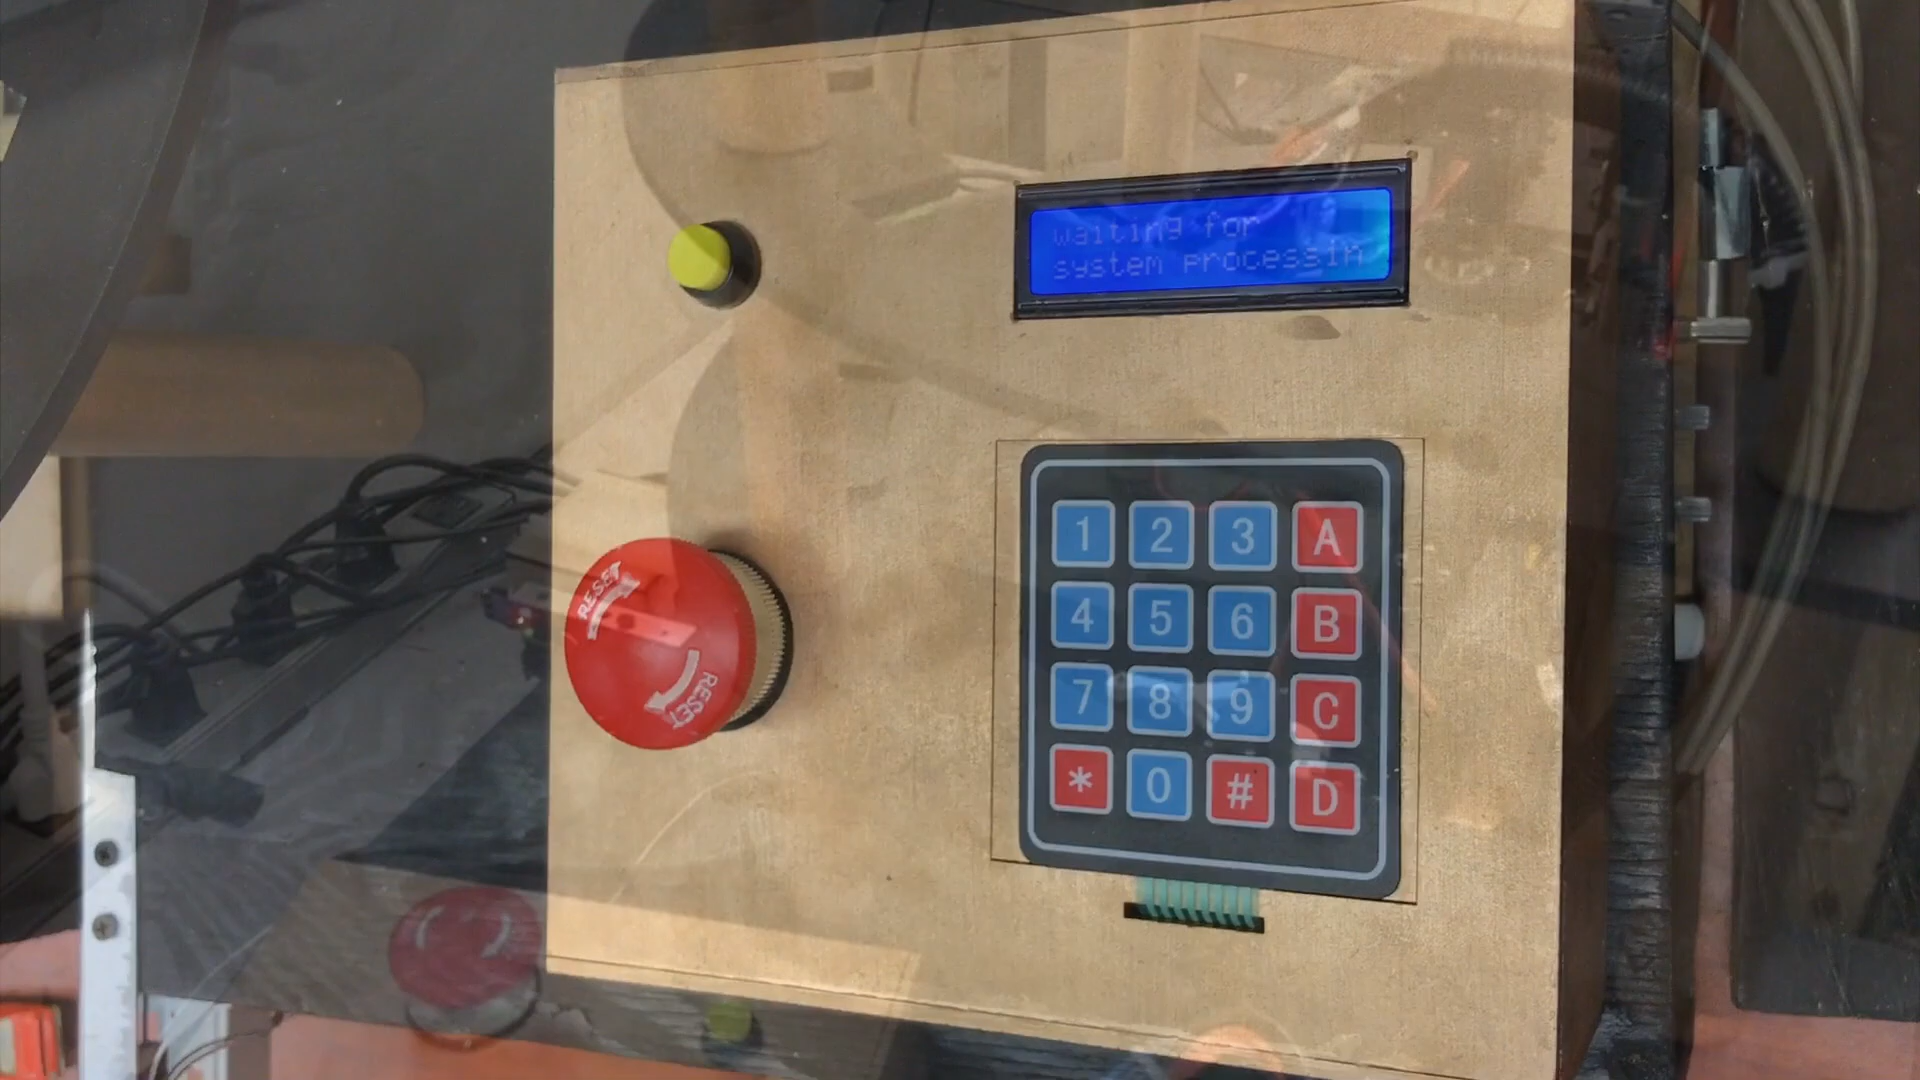 waiting for
system processin
RESET
RESET
1 2 3 A
4 5 6 B
7 8 9 C
* 0 # D